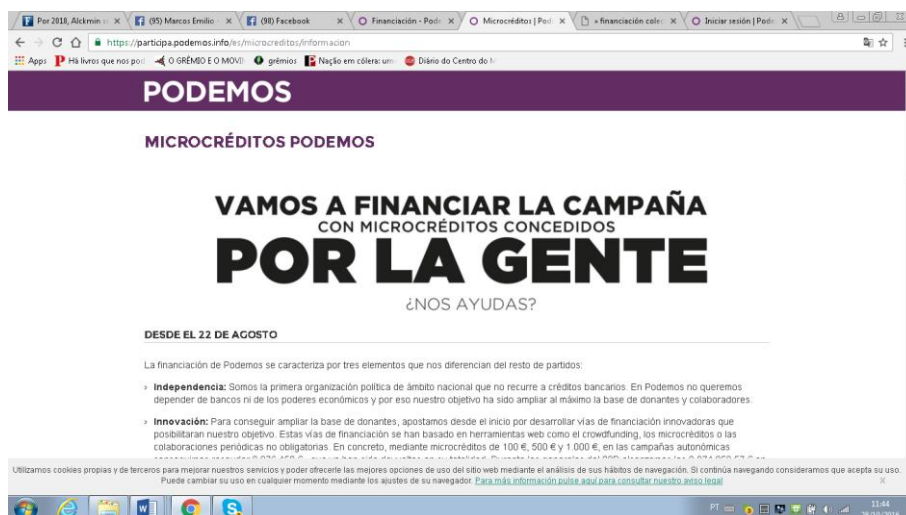 Por 2018, Alckmin
(95) Marcos Emilio
(98) Facebook
Financiación - Pode
Microcréditos | Pod
» financiación colec
Iniciar sesión | Pode
https://participa.podemos.info/es/microcreditos/informacion
Apps
Há livros que nos pod
O GRÊMIO E O MOVI
grêmios
Nação em cólera: um
Diário do Centro do M
PODEMOS
MICROCRÉDITOS PODEMOS
VAMOS A FINANCIAR LA CAMPAÑA
CON MICROCRÉDITOS CONCEDIDOS
POR LA GENTE
¿NOS AYUDAS?
DESDE EL 22 DE AGOSTO
La financiación de Podemos se caracteriza por tres elementos que nos diferencian del resto de partidos:
› Independencia: Somos la primera organización política de ámbito nacional que no recurre a créditos bancarios. En Podemos no queremos
depender de bancos ni de los poderes económicos y por eso nuestro objetivo ha sido ampliar al máximo la base de donantes y colaboradores.
› Innovación: Para conseguir ampliar la base de donantes, apostamos desde el inicio por desarrollar vías de financiación innovadoras que
posibilitaran nuestro objetivo. Estas vías de financiación se han basado en herramientas web como el crowdfunding, los microcréditos o las
colaboraciones periódicas no obligatorias. En concreto, mediante microcréditos de 100 €, 500 € y 1.000 €, en las campañas autonómicas
Utilizamos cookies propias y de terceros para mejorar nuestros servicios y poder ofrecerle las mejores opciones de uso del sitio web mediante el análisis de sus hábitos de navegación. Si continúa navegando consideramos que acepta su uso.
Puede cambiar su uso en cualquier momento mediante los ajustes de su navegador. Para más información pulse aquí para consultar nuestro aviso legal
X
PT
11:44